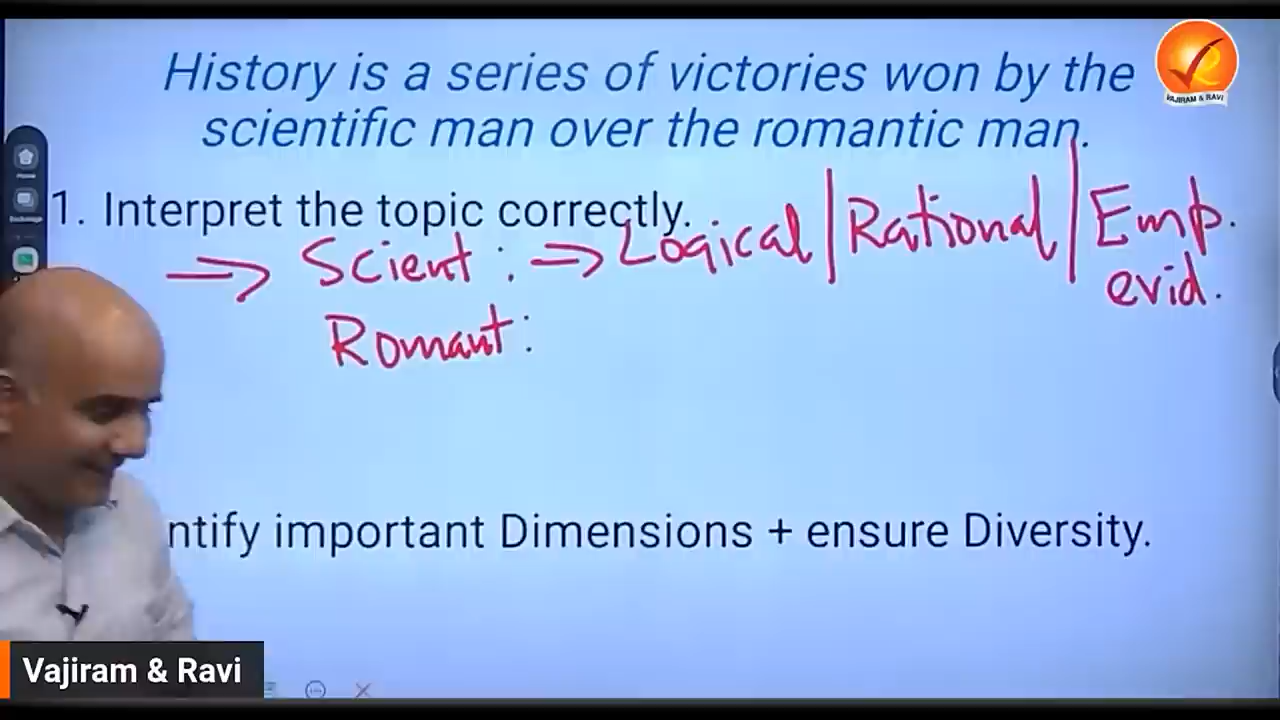 History is a series of victories won by the
scientific man over the romantic man.
VAJIRAM & RAVI
1. Interpret the topic correctly.
→ Scient : ⇒ Logical | Rational | Emp.
evid.
Romant :
ntify important Dimensions + ensure Diversity.
Vajiram & Ravi